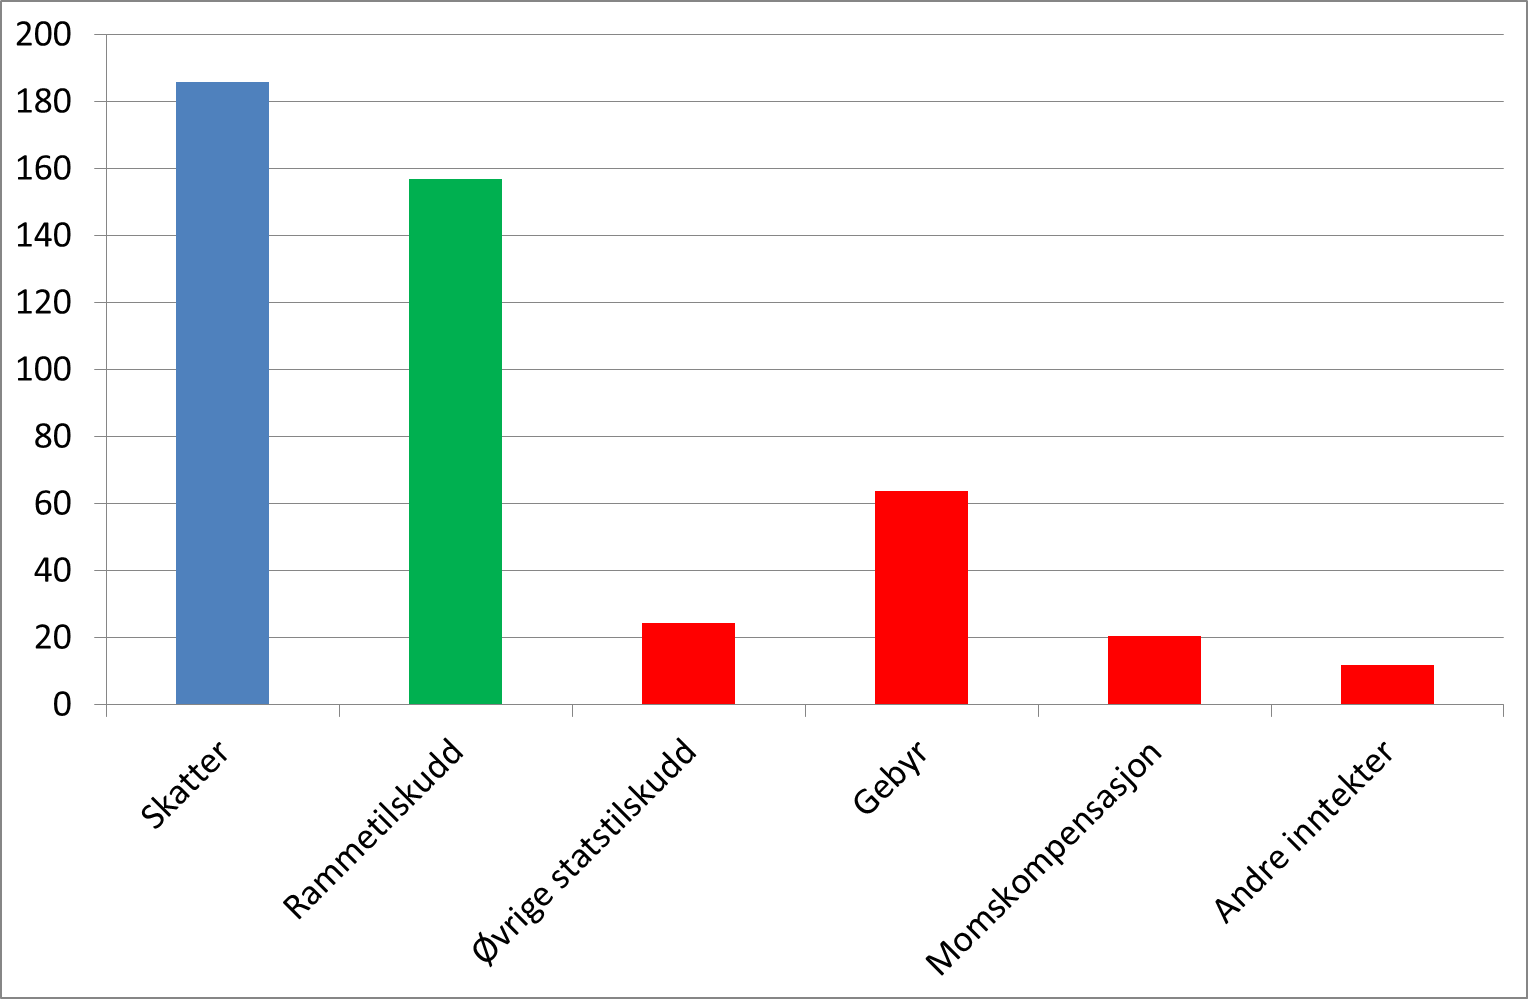 200
180
160
140
120
100
80
60
40
20
0
Skatter
Rammetilskudd
Øvrige statstilskudd
Gebyr
Momskompensasjon
Andre inntekter